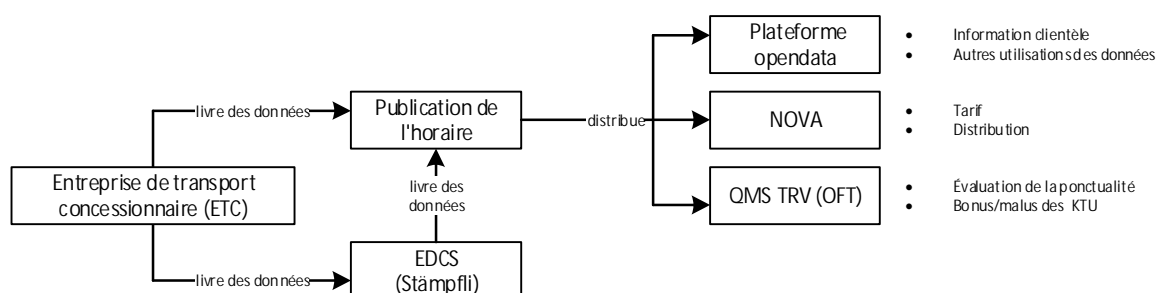 Plateforme
opendata
• Information clientèle
• Autres utilisations des données
livre des données
Publication de
l'horaire
distribue
NOVA
• Tarif
• Distribution
Entreprise de transport
concessionnaire (ETC)
livre des
données
QMS TRV (OFT)
• Évaluation de la ponctualité
• Bonus/malus des KTU
livre des données
EDCS
(Stämpfli)